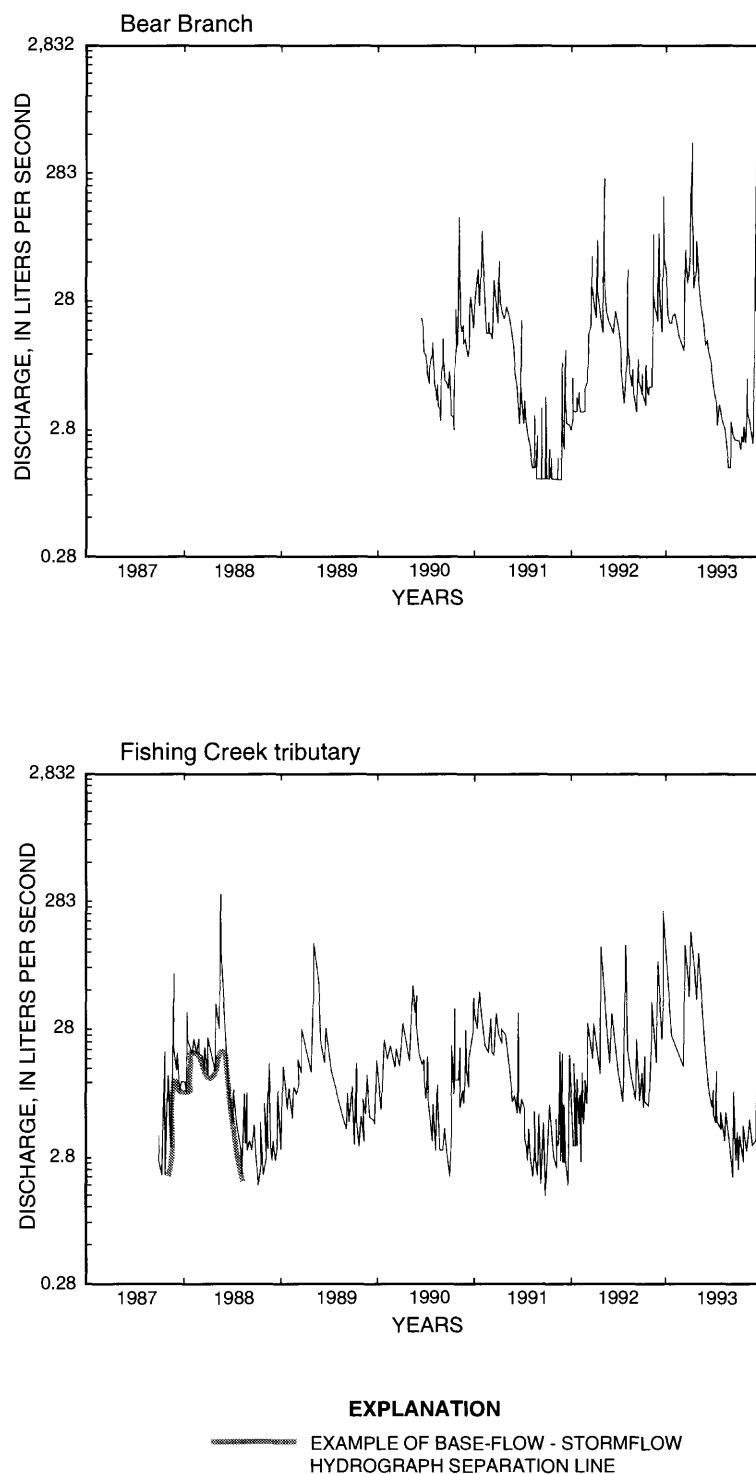 Bear Branch
2,832
283
28
2.8
0.28
DISCHARGE, IN LITERS PER SECOND
1987 1988 1989 1990 1991 1992 1993
YEARS
Fishing Creek tributary
2,832
283
28
2.8
0.28
DISCHARGE, IN LITERS PER SECOND
1987 1988 1989 1990 1991 1992 1993
YEARS
EXPLANATION
EXAMPLE OF BASE-FLOW - STORMFLOW
HYDROGRAPH SEPARATION LINE